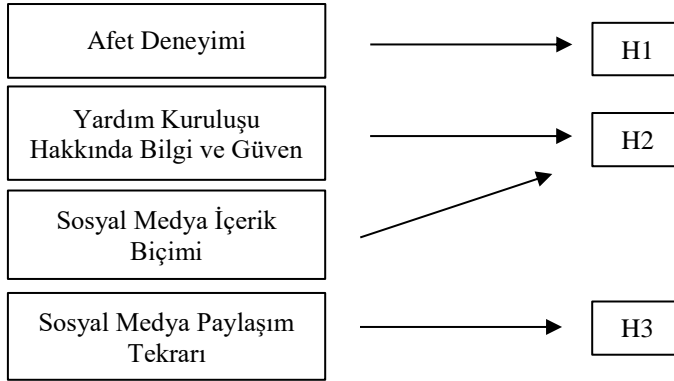 Afet Deneyimi
H1
Yardım Kuruluşu
Hakkında Bilgi ve Güven
H2
Sosyal Medya İçerik
Biçimi
Sosyal Medya Paylaşım
Tekrarı
H3